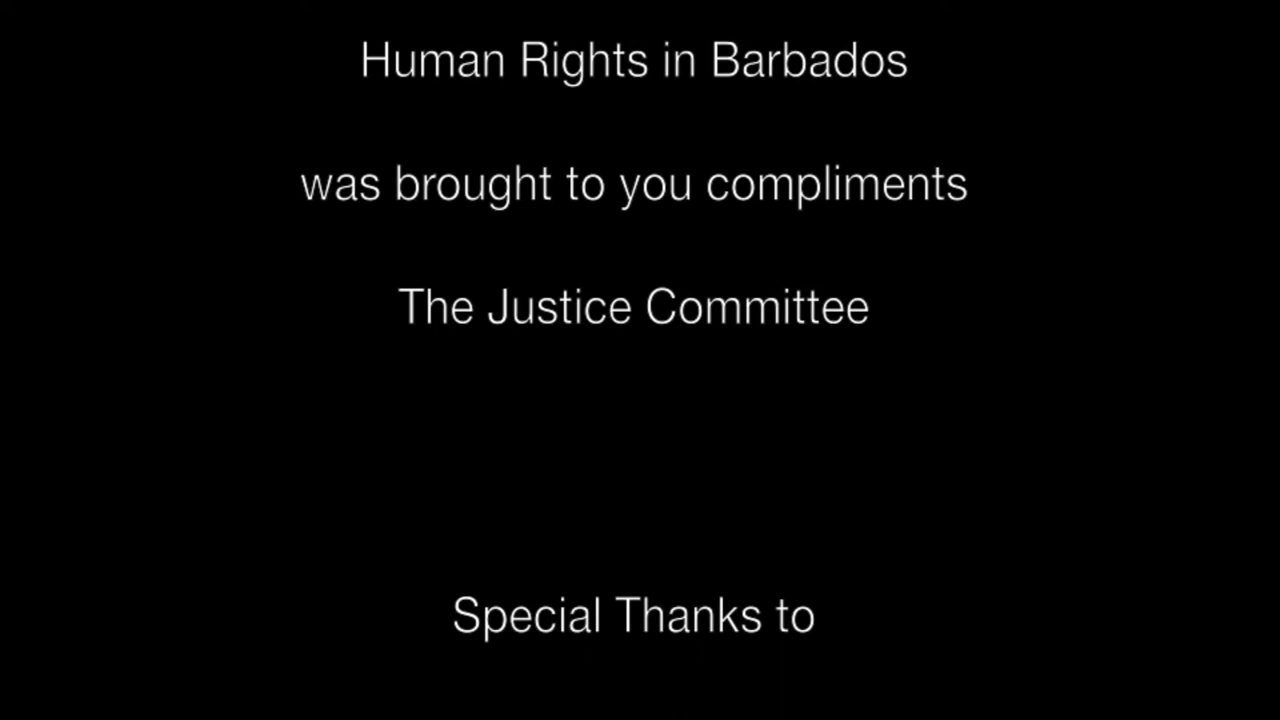 Human Rights in Barbados
was brought to you compliments
The Justice Committee
Special Thanks to